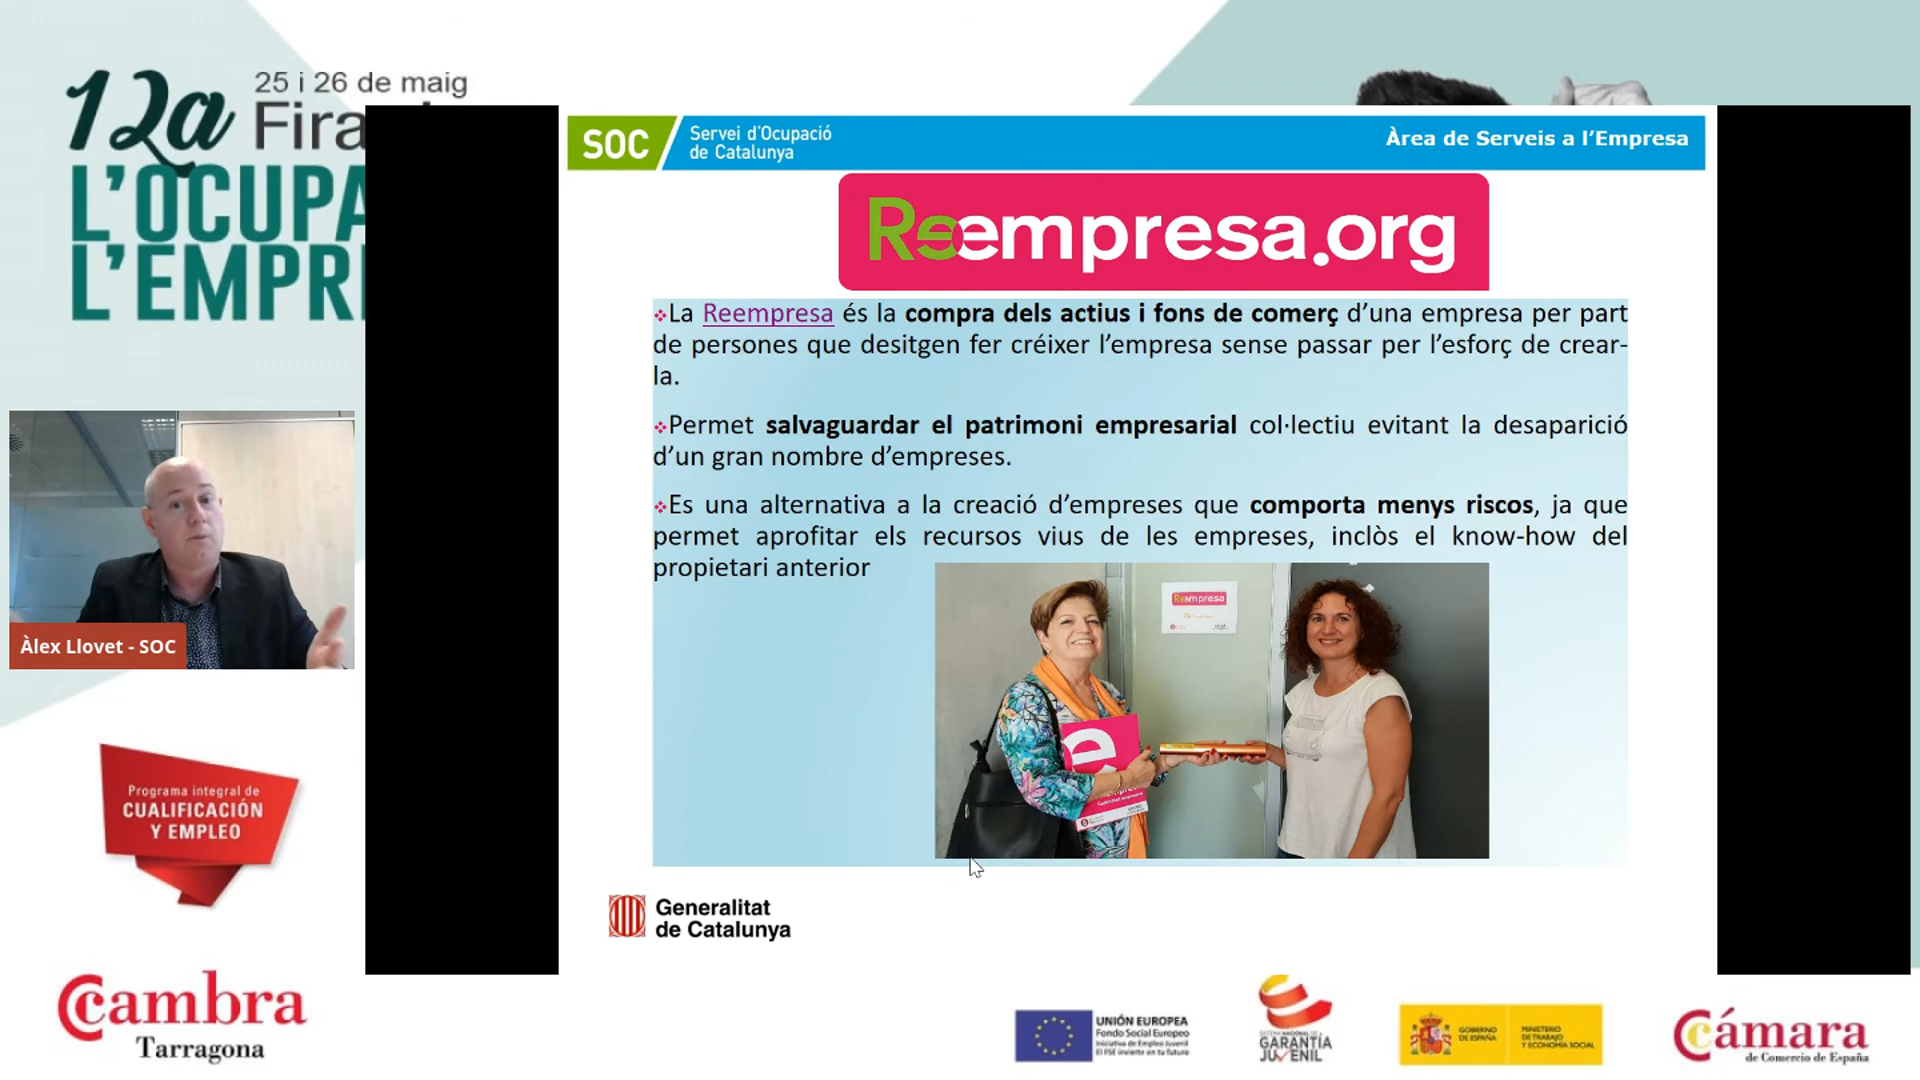 12a
25 i 26 de maig
Fira
L'OCUPA
L'EMPR
SOC
Servei d'Ocupació
de Catalunya
Àrea de Serveis a l'Empresa
Reempresa.org
❖La Reempresa és la compra dels actius i fons de comerç d'una empresa per part
de persones que desitgen fer créixer l'empresa sense passar per l'esforç de crear-
la.
❖Permet salvaguardar el patrimoni empresarial col·lectiu evitant la desaparició
d'un gran nombre d'empreses.
❖Es una alternativa a la creació d'empreses que comporta menys riscos, ja que
permet aprofitar els recursos vius de les empreses, inclòs el know-how del
propietari anterior
Reempresa
e
Àlex Llovet - SOC
Programa integral de
CUALIFICACIÓN
Y EMPLEO
Generalitat
de Catalunya
cambra
Tarragona
UNIÓN EUROPEA
Fondo Social Europeo
Iniciativa de Empleo Juvenil
El FSE invierte en tu futuro
SISTEMA NACIONAL DE
GARANTÍA
JUVENIL
GOBIERNO
DE ESPAÑA
MINISTERIO
DE TRABAJO
Y ECONOMÍA SOCIAL
Cámara
de Comercio de España